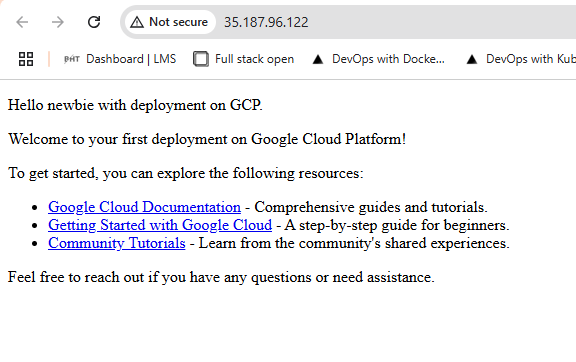 Not secure 35.187.96.122
Dashboard | LMS Full stack open DevOps with Docke... DevOps with Kub
Hello newbie with deployment on GCP.
Welcome to your first deployment on Google Cloud Platform!
To get started, you can explore the following resources:
Google Cloud Documentation - Comprehensive guides and tutorials.
Getting Started with Google Cloud - A step-by-step guide for beginners.
Community Tutorials - Learn from the community's shared experiences.
Feel free to reach out if you have any questions or need assistance.